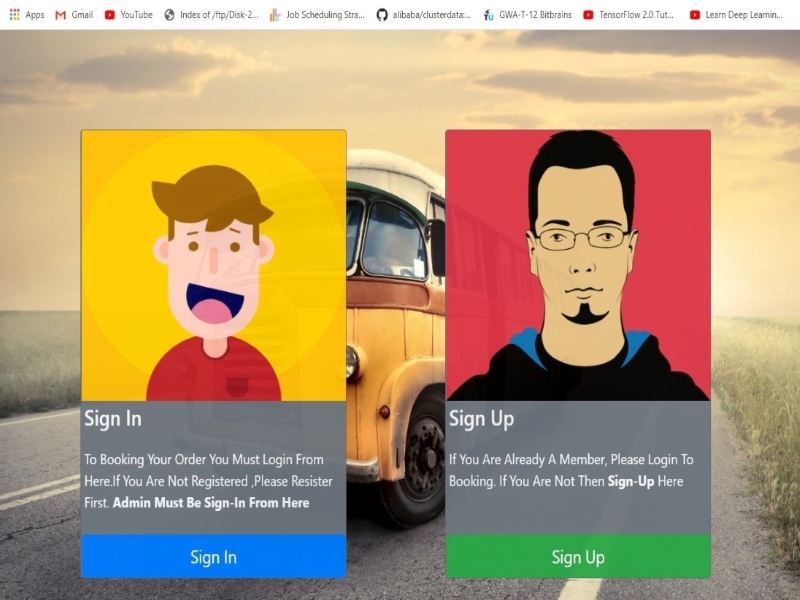 Apps Gmail YouTube Index of /ftp/Disk-2... Job Scheduling Stra... alibaba/clusterdata:... GWA-T-12 Bitbrains TensorFlow 2.0 Tut... Learn Deep Learnin...
Sign In
To Booking Your Order You Must Login From
Here.If You Are Not Registered ,Please Resister
First. Admin Must Be Sign-In From Here
Sign In
Sign Up
If You Are Already A Member, Please Login To
Booking. If You Are Not Then Sign-Up Here
Sign Up